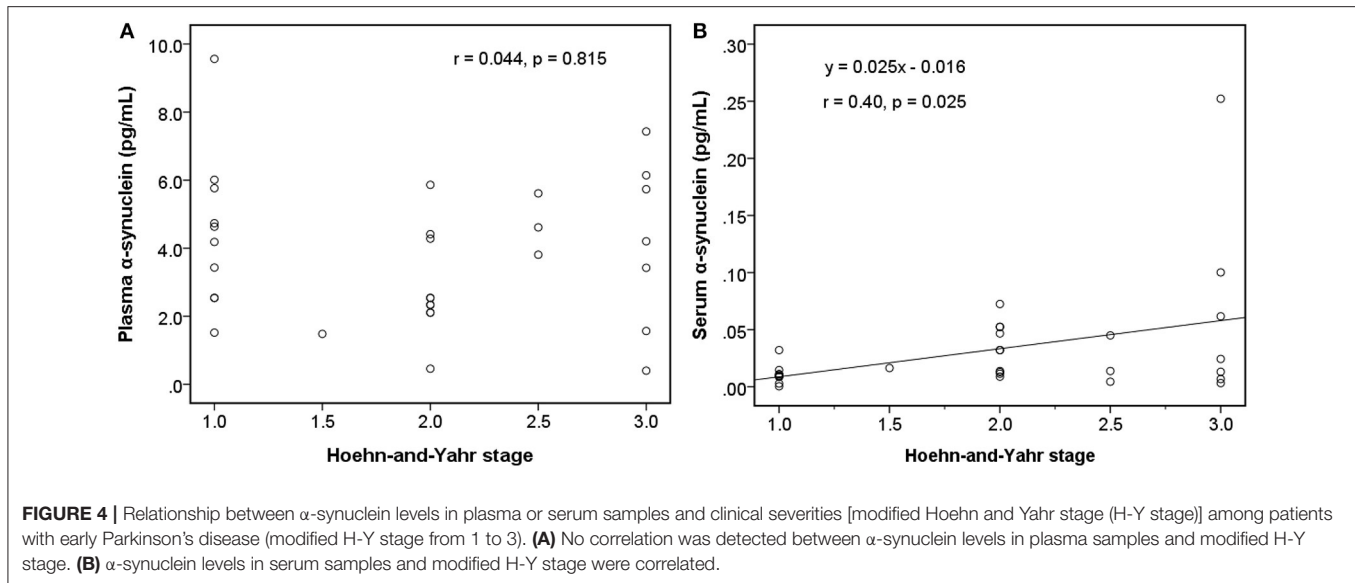 A
B
10.0
8.0
6.0
4.0
2.0
.0
Plasma α-synuclein (pg/mL)
r = 0.044, p = 0.815
1.0 1.5 2.0 2.5 3.0
Hoehn-and-Yahr stage
.30
.25
.20
.15
.10
.05
.00
Serum α-synuclein (pg/mL)
y = 0.025x - 0.016
r = 0.40, p = 0.025
1.0 1.5 2.0 2.5 3.0
Hoehn-and-Yahr stage
FIGURE 4 | Relationship between α-synuclein levels in plasma or serum samples and clinical severities [modified Hoehn and Yahr stage (H-Y stage)] among patients
with early Parkinson's disease (modified H-Y stage from 1 to 3). (A) No correlation was detected between α-synuclein levels in plasma samples and modified H-Y
stage. (B) α-synuclein levels in serum samples and modified H-Y stage were correlated.